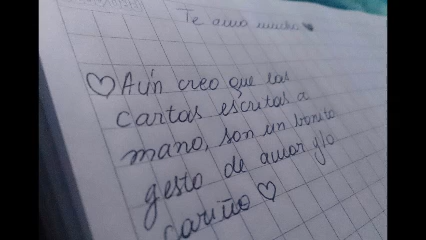 Te amo mucho ♥
♡ Aún creo que las
cartas escritas a
mano, son un bonito
gesto de amor y/o
cariño ♡